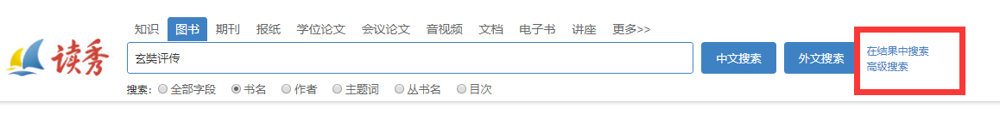 知识 图书 期刊 报纸 学位论文 会议论文 音视频 文档 电子书 讲座 更多>>
读秀
玄奘评传
中文搜索 外文搜索
在结果中搜索
高级搜索
搜索: 全部字段 书名 作者 主题词 丛书名 目次